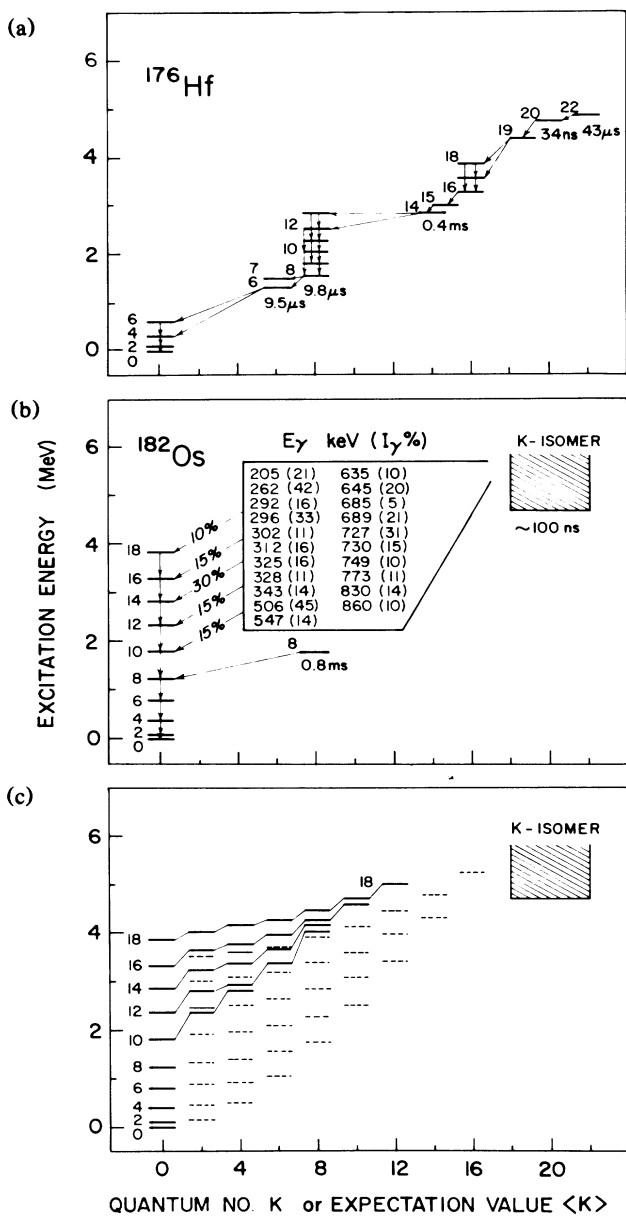 (a)
176Hf
6
4
2
0
22
20
19
43μs
34ns
18
16
15
14
0.4ms
12
10
8
7
6
9.8μs
9.5μs
6
4
2
0
(b)
182Os
Eγ keV (Iγ%)
205 (21) 635 (10)
262 (42) 645 (20)
292 (16) 685 (5)
296 (33) 689 (21)
302 (11) 727 (31)
312 (16) 730 (15)
325 (16) 749 (10)
328 (11) 773 (11)
343 (14) 830 (14)
506 (45) 860 (10)
547 (14)
K-ISOMER
~100 ns
6
4
2
0
10%
15%
30%
15%
15%
18
16
14
12
10
8
6
4
2
0
8
0.8ms
EXCITATION ENERGY (MeV)
(c)
K-ISOMER
6
4
2
0
18
18
16
14
12
10
8
6
4
2
0
0 4 8 12 16 20
QUANTUM NO. K or EXPECTATION VALUE <K>